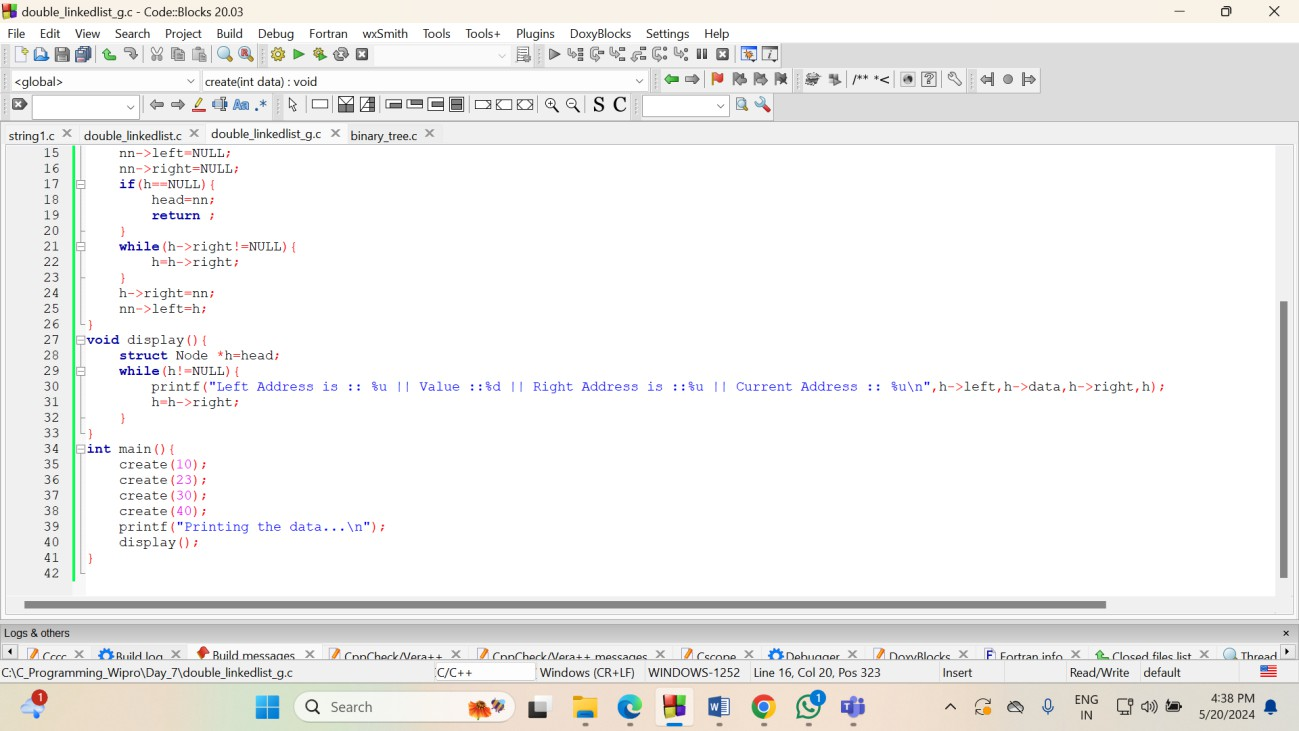 double_linkedlist_g.c - Code::Blocks 20.03
File Edit View Search Project Build Debug Fortran wxSmith Tools Tools+ Plugins DoxyBlocks Settings Help
<global> create(int data) : void
/** *<
Aa .* S C
string1.c double_linkedlist.c double_linkedlist_g.c binary_tree.c
15 nn->left=NULL;
16 nn->right=NULL;
17 if(h==NULL){
18 head=nn;
19 return ;
20 }
21 while(h->right!=NULL){
22 h=h->right;
23 }
24 h->right=nn;
25 nn->left=h;
26 }
27 void display(){
28 struct Node *h=head;
29 while(h!=NULL){
30 printf("Left Address is :: %u || Value ::%d || Right Address is ::%u || Current Address :: %u\n",h->left,h->data,h->right,h);
31 h=h->right;
32 }
33 }
34 int main(){
35 create(10);
36 create(23);
37 create(30);
38 create(40);
39 printf("Printing the data...\n");
40 display();
41 }
42
Logs & others
Cccc Build log Build messages CppCheck/Vera++ CppCheck/Vera++ messages Cscope Debugger DoxyBlocks Fortran info Closed files list Thread
C:\C_Programming_Wipro\Day_7\double_linkedlist_g.c C/C++ Windows (CR+LF) WINDOWS-1252 Line 16, Col 20, Pos 323 Insert Read/Write default
1 Search 1 ENG IN 4:38 PM
5/20/2024